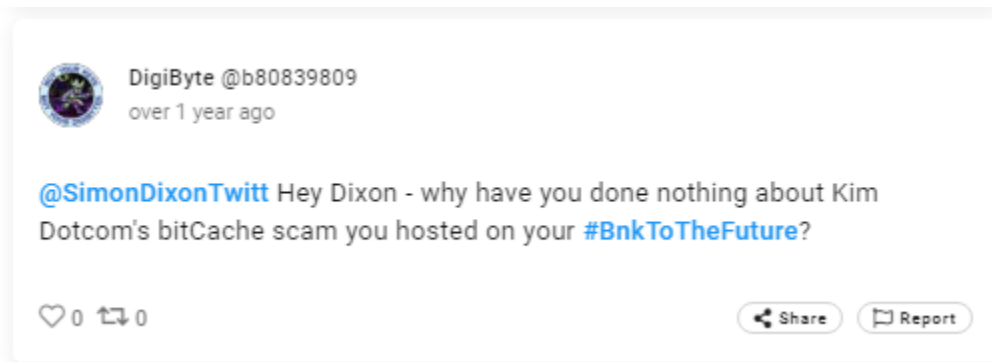 DigiByte @b80839809
over 1 year ago
@SimonDixonTwitt Hey Dixon - why have you done nothing about Kim
Dotcom's bitCache scam you hosted on your #BnkToTheFuture?
0 0
Share Report